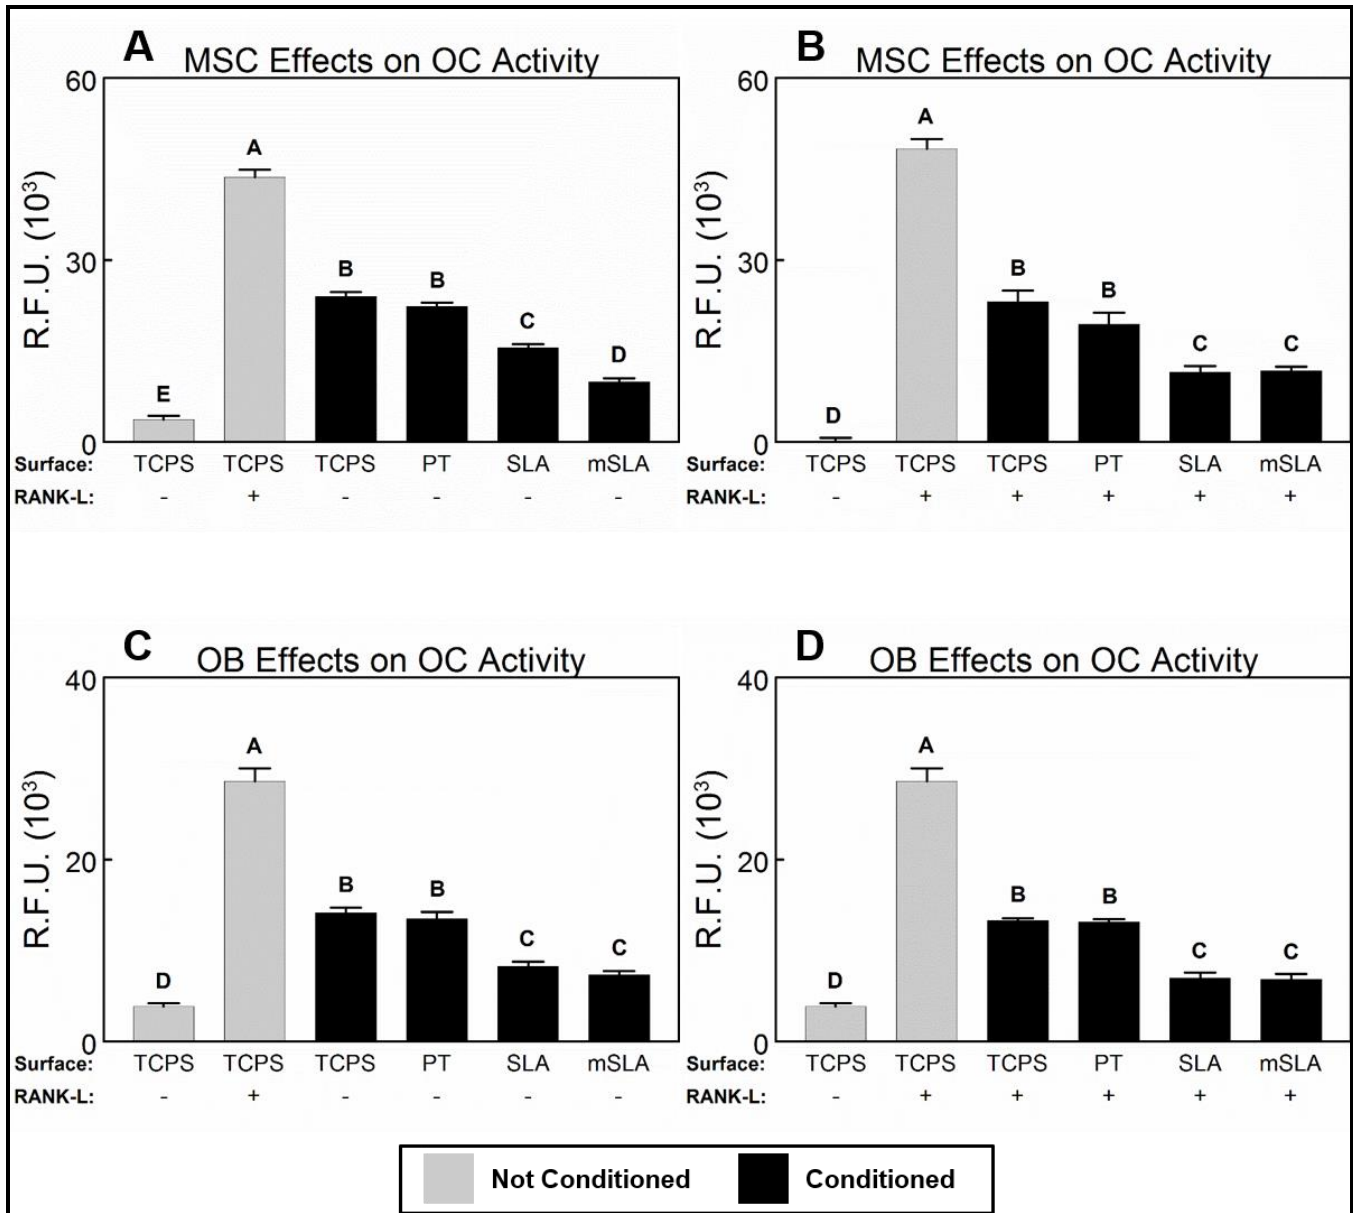 A
MSC Effects on OC Activity
60
30
0
R.F.U. (10³)
A
B
B
C
D
E
Surface: TCPS TCPS TCPS PT SLA mSLA
RANK-L: - + - - - -
B
MSC Effects on OC Activity
60
30
0
R.F.U. (10³)
A
B
B
C
C
D
Surface: TCPS TCPS TCPS PT SLA mSLA
RANK-L: - + + + + +
C
OB Effects on OC Activity
40
20
0
R.F.U. (10³)
A
B
B
C
C
D
Surface: TCPS TCPS TCPS PT SLA mSLA
RANK-L: - + - - - -
D
OB Effects on OC Activity
40
20
0
R.F.U. (10³)
A
B
B
C
C
D
Surface: TCPS TCPS TCPS PT SLA mSLA
RANK-L: - + + + + +
Not Conditioned Conditioned